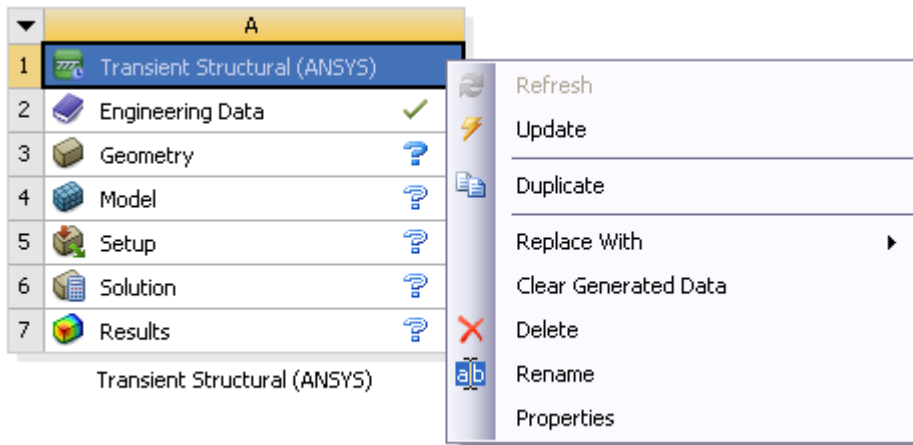 A
1 Transient Structural (ANSYS)
2 Engineering Data
3 Geometry
4 Model
5 Setup
6 Solution
7 Results
Transient Structural (ANSYS)
Refresh
Update
Duplicate
Replace With
Clear Generated Data
Delete
ab Rename
Properties